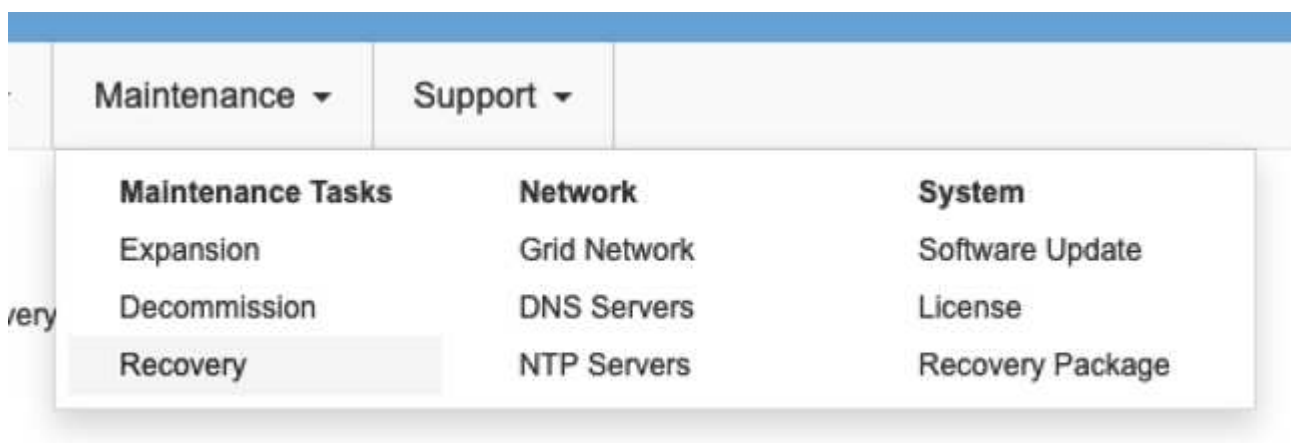 Maintenance Support
Maintenance Tasks Network System
Expansion Grid Network Software Update
Decommission DNS Servers License
very
Recovery NTP Servers Recovery Package